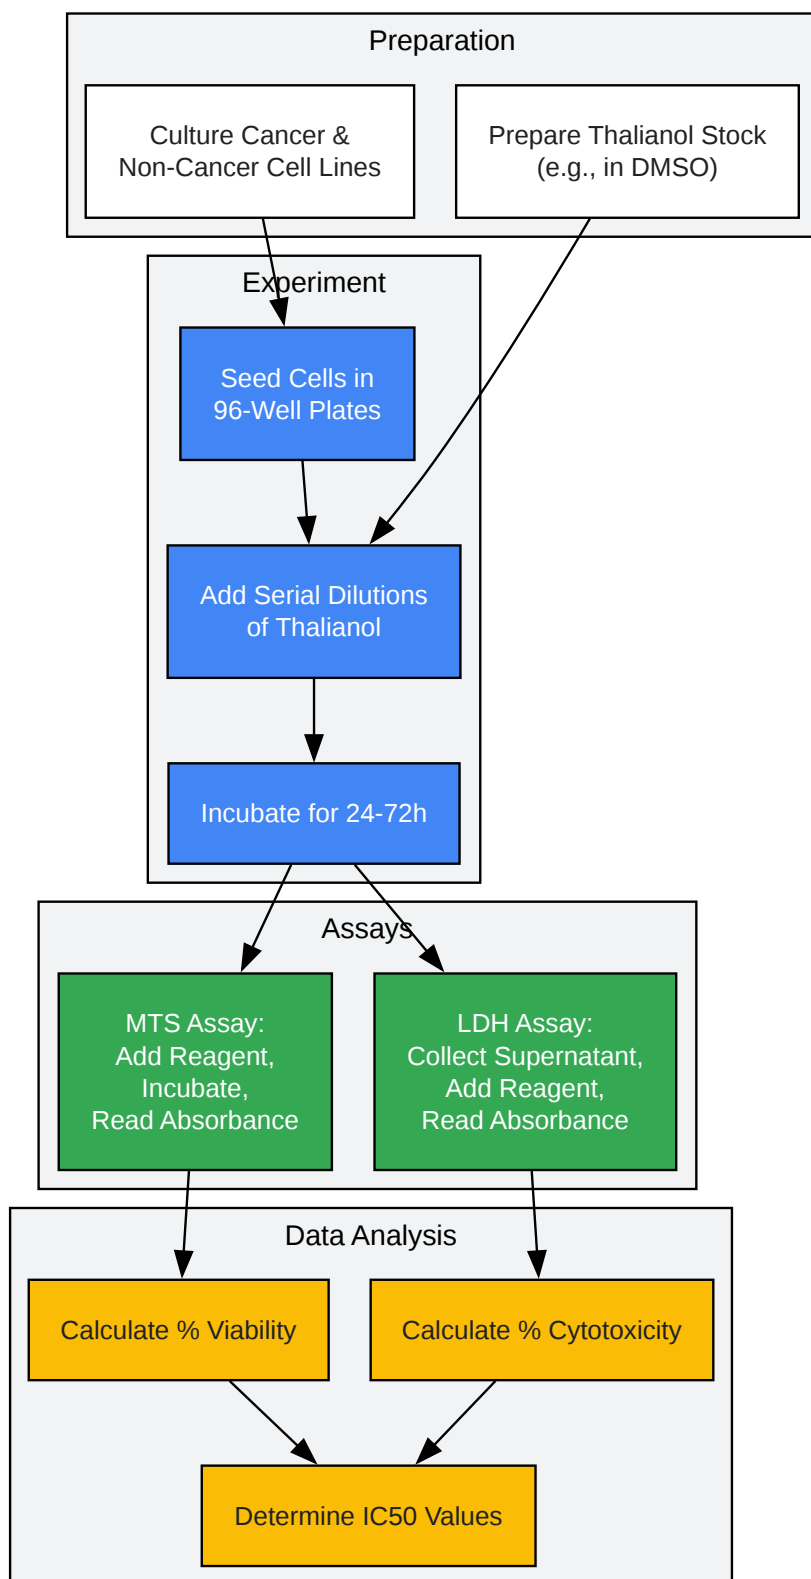 Preparation
Culture Cancer &
Non-Cancer Cell Lines
Prepare Thalianol Stock
(e.g., in DMSO)
Experiment
Seed Cells in
96-Well Plates
Add Serial Dilutions
of Thalianol
Incubate for 24-72h
Assays
MTS Assay:
Add Reagent,
Incubate,
Read Absorbance
LDH Assay:
Collect Supernatant,
Add Reagent,
Read Absorbance
Data Analysis
Calculate % Viability
Calculate % Cytotoxicity
Determine IC50 Values